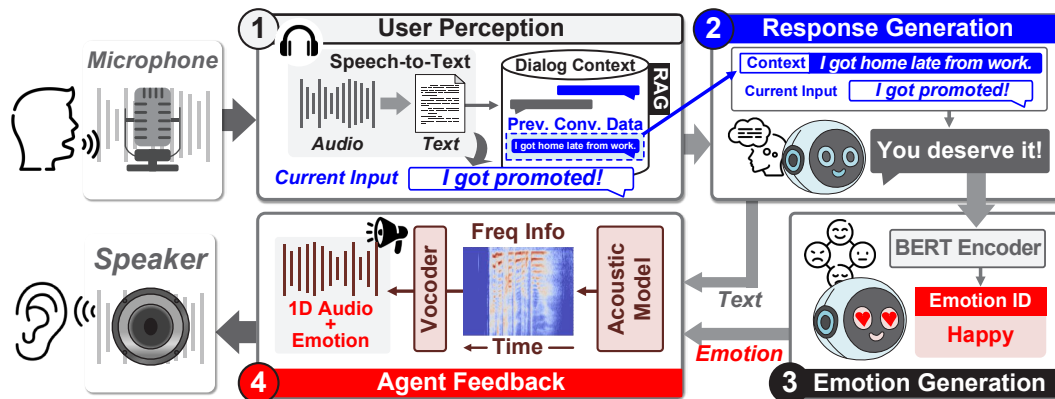 Microphone
1 User Perception
Speech-to-Text
Audio
Text
Dialog Context
RAG
Prev. Conv. Data
I got home late from work.
Current Input
I got promoted!
2 Response Generation
Context I got home late from work.
Current Input I got promoted!
You deserve it!
BERT Encoder
Emotion ID
Happy
3 Emotion Generation
Text
Emotion
Acoustic Model
Freq Info
Time
Vocoder
1D Audio
+
Emotion
4 Agent Feedback
Speaker